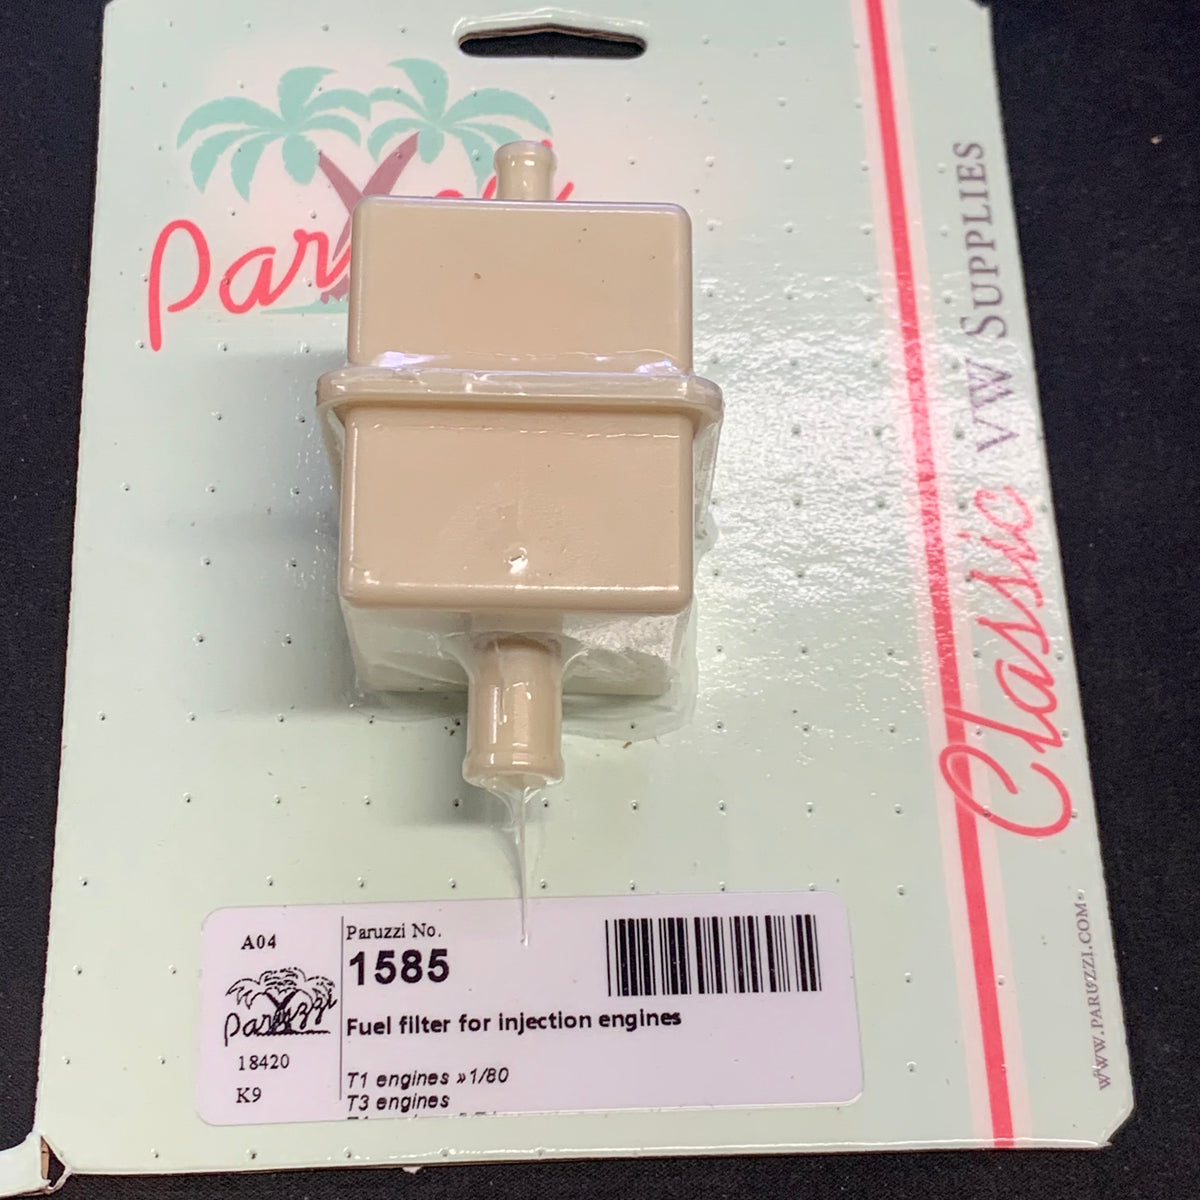 Classic VW SUPPLIES
WWW.PARUZZI.COM
A04
Paruzzi
18420
K9
Paruzzi No.
1585
Fuel filter for injection engines
T1 engines »1/80
T3 engines